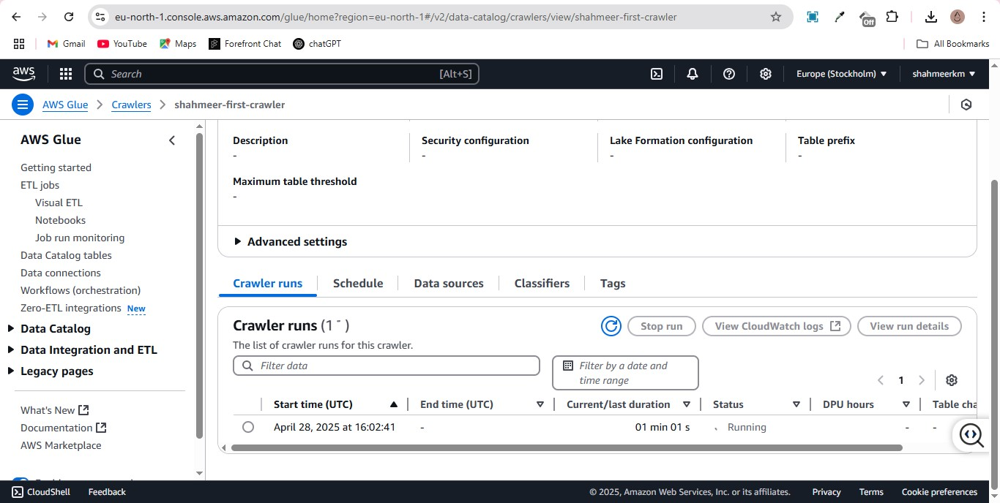 eu-north-1.console.aws.amazon.com/glue/home?region=eu-north-1#/v2/data-catalog/crawlers/view/shahmeer-first-crawler
Off
Gmail YouTube Maps Forefront Chat chatGPT All Bookmarks
aws Search [Alt+S] Europe (Stockholm) shahmeerkm
AWS Glue Crawlers shahmeer-first-crawler
AWS Glue
Getting started
ETL jobs
Visual ETL
Notebooks
Job run monitoring
Data Catalog tables
Data connections
Workflows (orchestration)
Zero-ETL integrations New
Data Catalog
Data Integration and ETL
Legacy pages
What's New
Documentation
AWS Marketplace
Description Security configuration Lake Formation configuration Table prefix
- - - -
Maximum table threshold
-
Advanced settings
Crawler runs Schedule Data sources Classifiers Tags
Crawler runs (1 )
Stop run View CloudWatch logs View run details
The list of crawler runs for this crawler.
Filter data
Filter by a date and
time range
1
Start time (UTC) End time (UTC) Current/last duration Status DPU hours Table cha
April 28, 2025 at 16:02:41 - 01 min 01 s Running - -
CloudShell Feedback © 2025, Amazon Web Services, Inc. or its affiliates. Privacy Terms Cookie preferences